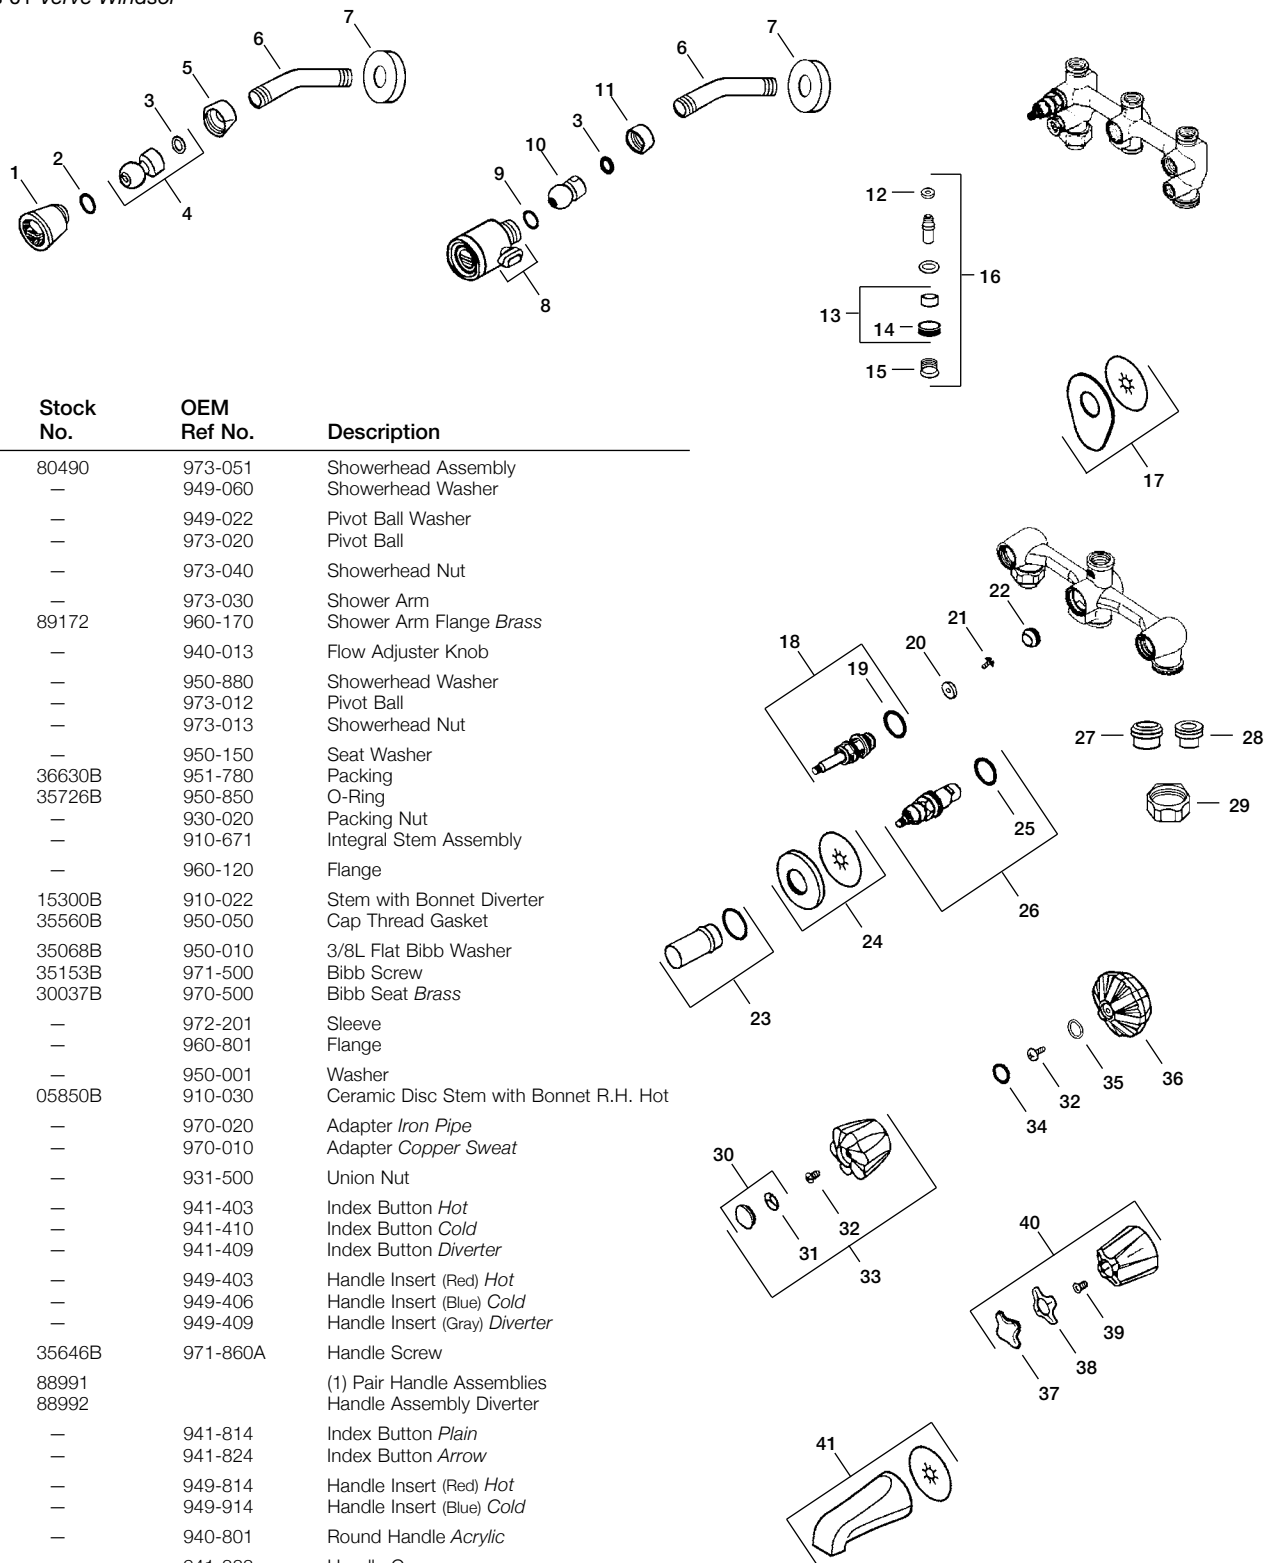 Verve Windsor
7
6
5
3
2
1
4
7
6
11
3
10
9
8
12
16
13
14
15
17
Stock No. OEM Ref No. Description
80490 973-051 Showerhead Assembly
— 949-060 Showerhead Washer
— 949-022 Pivot Ball Washer
— 973-020 Pivot Ball
— 973-040 Showerhead Nut
— 973-030 Shower Arm
89172 960-170 Shower Arm Flange Brass
— 940-013 Flow Adjuster Knob
— 950-880 Showerhead Washer
— 973-012 Pivot Ball
— 973-013 Showerhead Nut
— 950-150 Seat Washer
36630B 951-780 Packing
35726B 950-850 O-Ring
— 930-020 Packing Nut
— 910-671 Integral Stem Assembly
— 960-120 Flange
15300B 910-022 Stem with Bonnet Diverter
35560B 950-050 Cap Thread Gasket
35068B 950-010 3/8L Flat Bibb Washer
35153B 971-500 Bibb Screw
30037B 970-500 Bibb Seat Brass
— 972-201 Sleeve
— 960-801 Flange
— 950-001 Washer
05850B 910-030 Ceramic Disc Stem with Bonnet R.H. Hot
— 970-020 Adapter Iron Pipe
— 970-010 Adapter Copper Sweat
— 931-500 Union Nut
— 941-403 Index Button Hot
— 941-410 Index Button Cold
— 941-409 Index Button Diverter
— 949-403 Handle Insert (Red) Hot
— 949-406 Handle Insert (Blue) Cold
— 949-409 Handle Insert (Gray) Diverter
35646B 971-860A Handle Screw
88991 (1) Pair Handle Assemblies
88992 Handle Assembly Diverter
— 941-814 Index Button Plain
— 941-824 Index Button Arrow
— 949-814 Handle Insert (Red) Hot
— 949-914 Handle Insert (Blue) Cold
— 940-801 Round Handle Acrylic
22
21
20
18
19
27
28
29
25
26
24
23
36
35
32
34
30
32
31
33
40
39
38
37
41